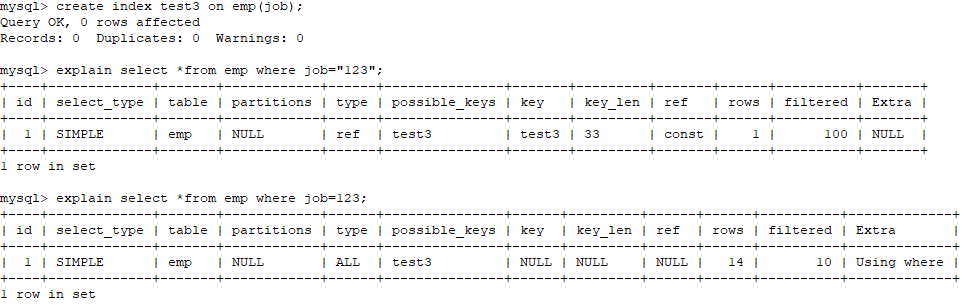 mysql> create index test3 on emp(job);
Query OK, 0 rows affected
Records: 0  Duplicates: 0  Warnings: 0

mysql> explain select *from emp where job="123";
+----+-------------+-------+------------+------+---------------+-------+---------+-------+------+----------+-------+
| id | select_type | table | partitions | type | possible_keys | key   | key_len | ref   | rows | filtered | Extra |
+----+-------------+-------+------------+------+---------------+-------+---------+-------+------+----------+-------+
|  1 | SIMPLE      | emp   | NULL       | ref  | test3         | test3 | 33      | const |    1 |      100 | NULL  |
+----+-------------+-------+------------+------+---------------+-------+---------+-------+------+----------+-------+
1 row in set

mysql> explain select *from emp where job=123;
+----+-------------+-------+------------+------+---------------+------+---------+------+------+----------+-------------+
| id | select_type | table | partitions | type | possible_keys | key  | key_len | ref  | rows | filtered | Extra       |
+----+-------------+-------+------------+------+---------------+------+---------+------+------+----------+-------------+
|  1 | SIMPLE      | emp   | NULL       | ALL  | test3         | NULL | NULL    | NULL |   14 |       10 | Using where |
+----+-------------+-------+------------+------+---------------+------+---------+------+------+----------+-------------+
1 row in set